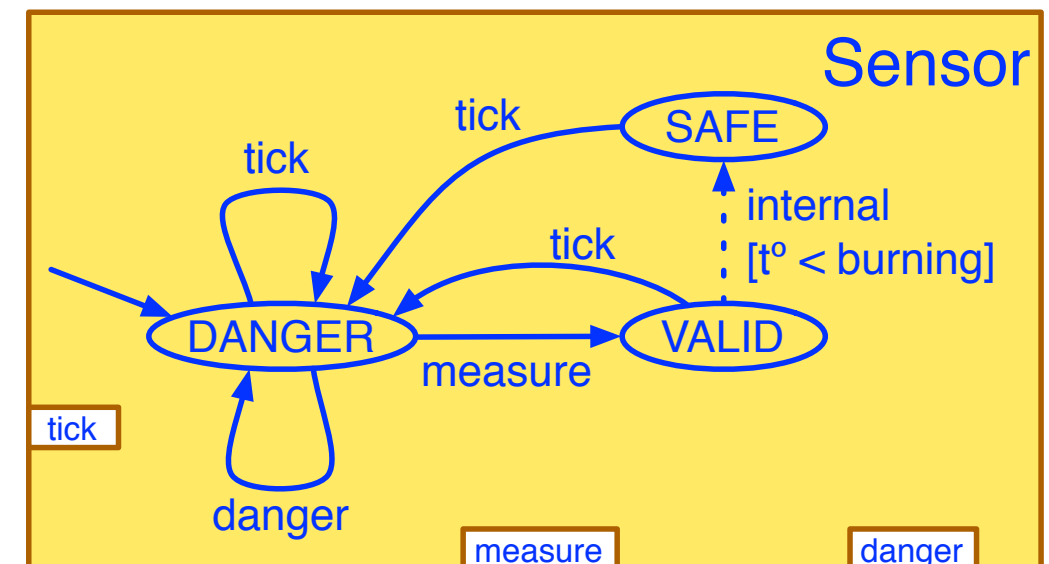 Sensor
tick
SAFE
tick
internal
tick
[tº < burning]
DANGER
VALID
measure
tick
danger
measure
danger